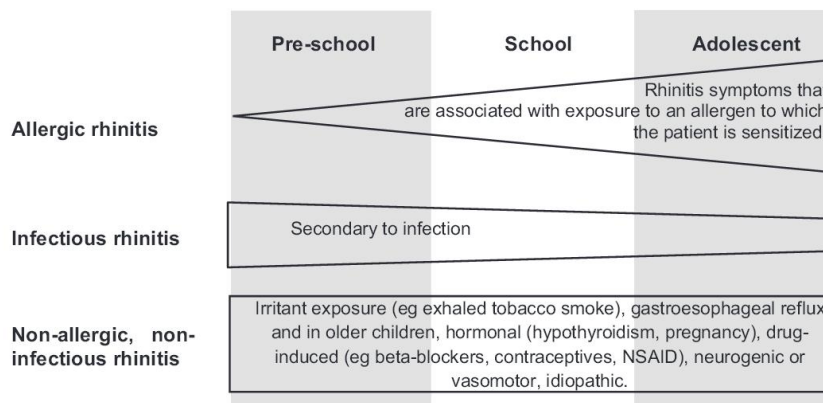 Pre-school School Adolescent
Allergic rhinitis
Rhinitis symptoms tha
are associated with exposure to an allergen to which
the patient is sensitized
Infectious rhinitis
Secondary to infection
Non-allergic, non-
infectious rhinitis
Irritant exposure (eg exhaled tobacco smoke), gastroesophageal reflux
and in older children, hormonal (hypothyroidism, pregnancy), drug-
induced (eg beta-blockers, contraceptives, NSAID), neurogenic or
vasomotor, idiopathic.